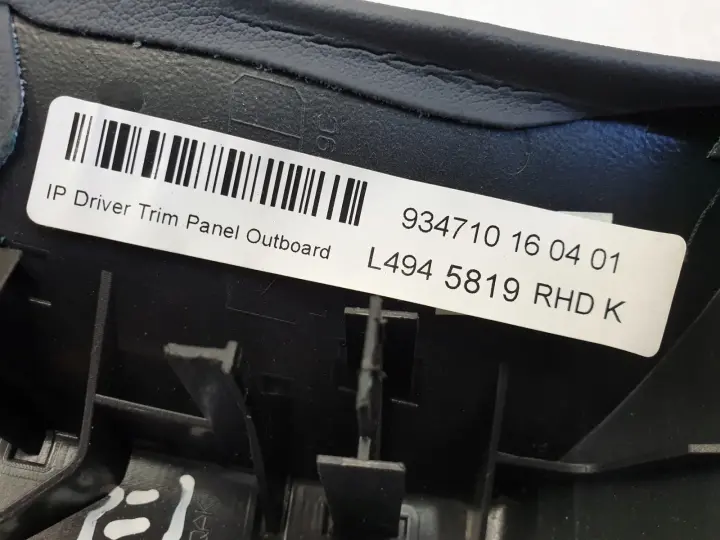 934710 16 04 01
IP Driver Trim Panel Outboard
L494 5819 RHD K